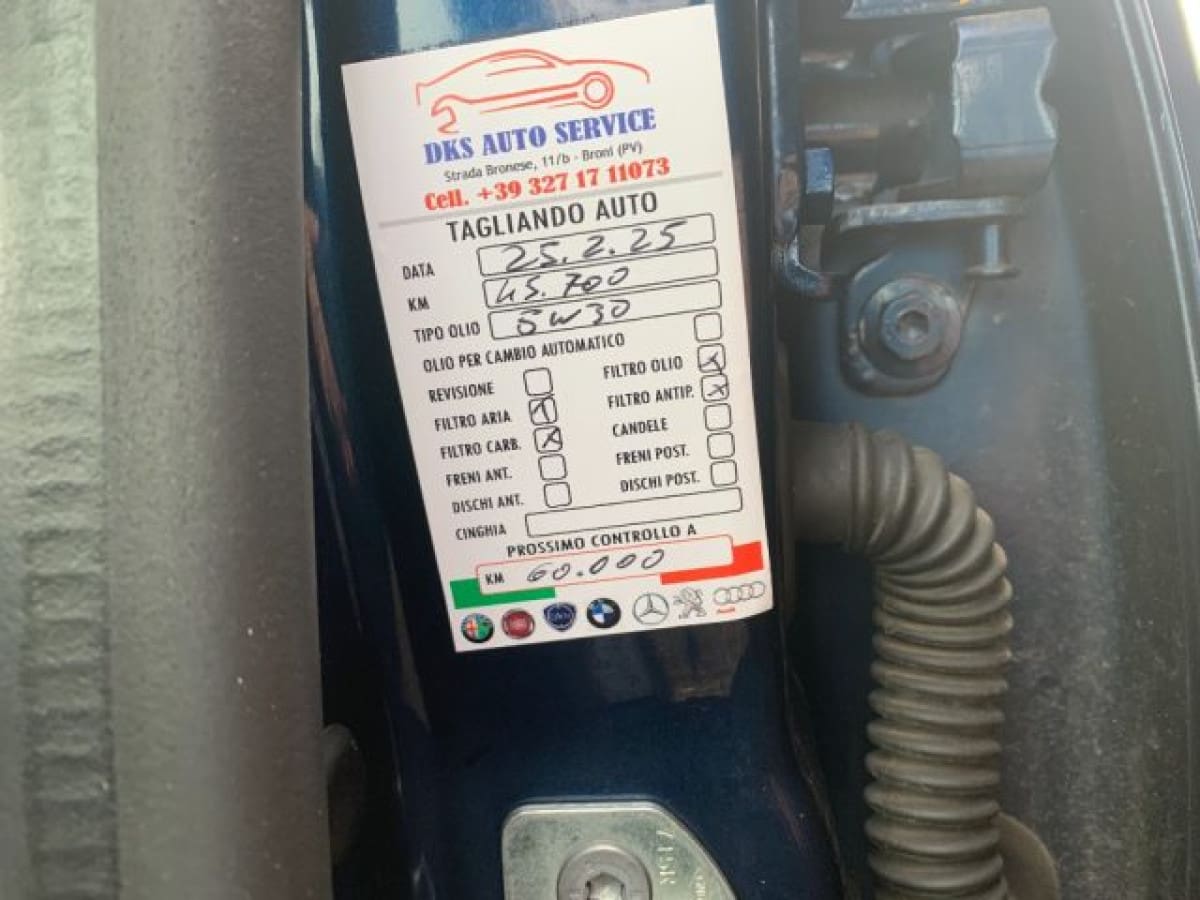 DKS AUTO SERVICE
Strada Bronese, 11/b - Broni (PV)
Cell. +39 327 17 11073
TAGLIANDO AUTO
DATA 25.2.25
KM 45.700
TIPO OLIO 5W30
OLIO PER CAMBIO AUTOMATICO
REVISIONE FILTRO OLIO X
FILTRO ARIA X FILTRO ANTIP. X
FILTRO CARB. X CANDELE
FRENI ANT. FRENI POST.
DISCHI ANT. DISCHI POST.
CINGHIA
PROSSIMO CONTROLLO A
KM 60.000